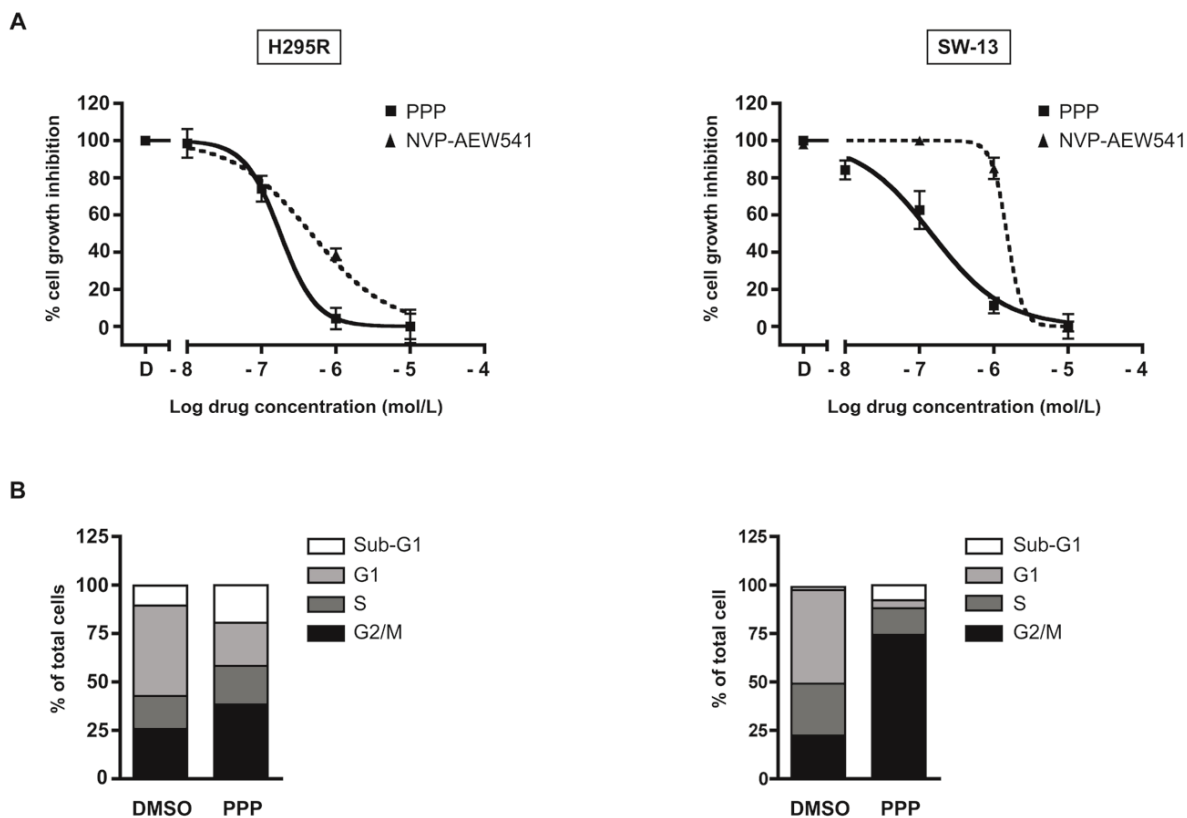 A
H295R
SW-13
120
100
80
60
40
20
0
% cell growth inhibition
PPP
NVP-AEW541
D
- 8
- 7
- 6
- 5
- 4
Log drug concentration (mol/L)
120
100
80
60
40
20
0
% cell growth inhibition
PPP
NVP-AEW541
D
- 8
- 7
- 6
- 5
- 4
Log drug concentration (mol/L)
B
125
100
75
50
25
0
% of total cells
Sub-G1
G1
S
G2/M
DMSO PPP
125
100
75
50
25
0
% of total cell
Sub-G1
G1
S
G2/M
DMSO PPP